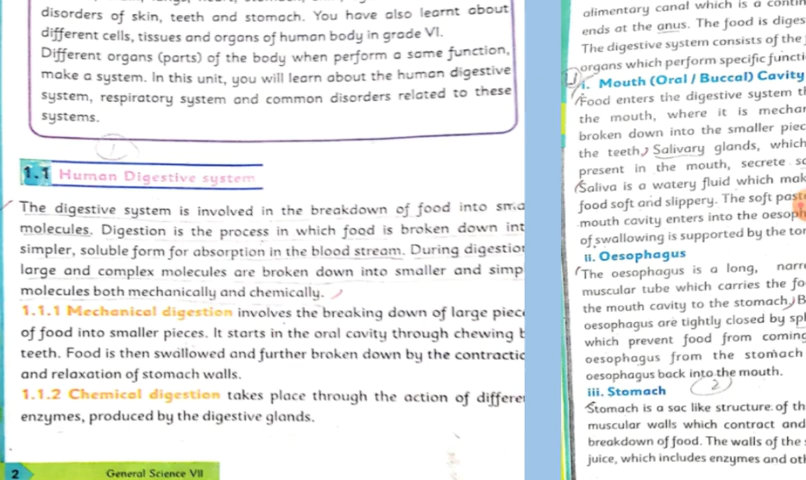 disorders of skin, teeth and stomach. You have also learnt about
different cells, tissues and organs of human body in grade VI.
Different organs (parts) of the body when perform a same function,
make a system. In this unit, you will learn about the human digestive
system, respiratory system and common disorders related to these
systems.
1
1.1 Human Digestive system
The digestive system is involved in the breakdown of food into sma
molecules. Digestion is the process in which food is broken down int
simpler, soluble form for absorption in the blood stream. During digestion
large and complex molecules are broken down into smaller and simp
molecules both mechanically and chemically.
1.1.1 Mechanical digestion involves the breaking down of large piec
of food into smaller pieces. It starts in the oral cavity through chewing b
teeth. Food is then swallowed and further broken down by the contractio
and relaxation of stomach walls.
1.1.2 Chemical digestion takes place through the action of differe
enzymes, produced by the digestive glands.
2 General Science VII
alimentary canal which is a contin
ends at the anus. The food is diges
The digestive system consists of the
organs which perform specific functi
i. Mouth (Oral / Buccal) Cavity
Food enters the digestive system th
the mouth, where it is mechan
broken down into the smaller piec
the teeth. Salivary glands, which
present in the mouth, secrete sa
Saliva is a watery fluid which mak
food soft and slippery. The soft past
mouth cavity enters into the oesoph
of swallowing is supported by the ton
ii. Oesophagus
The oesophagus is a long, narr
muscular tube which carries the fo
the mouth cavity to the stomach. B
oesophagus are tightly closed by sph
which prevent food from coming
oesophagus from the stomach
oesophagus back into the mouth.
2
iii. Stomach
Stomach is a sac like structure of th
muscular walls which contract and
breakdown of food. The walls of the s
juice, which includes enzymes and oth